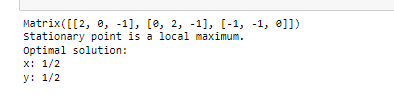 Matrix([[2, 0, -1], [0, 2, -1], [-1, -1, 0]])
Stationary point is a local maximum.
Optimal solution:
x: 1/2
y: 1/2